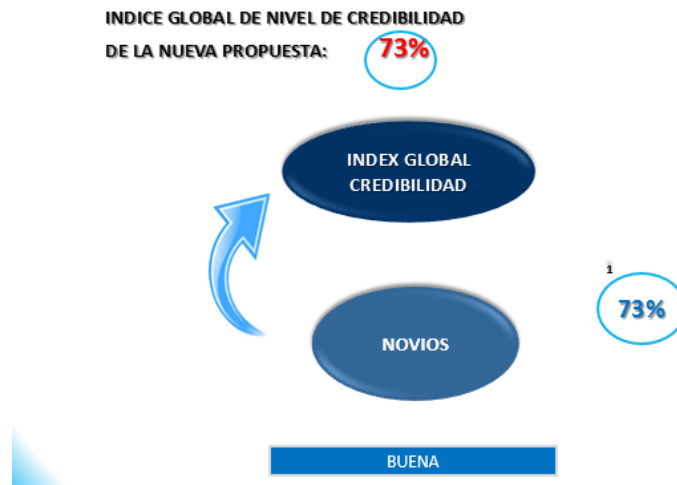 INDICE GLOBAL DE NIVEL DE CREDIBILIDAD
DE LA NUEVA PROPUESTA: 73%
INDEX GLOBAL
CREDIBILIDAD
1
73%
NOVIOS
BUENA